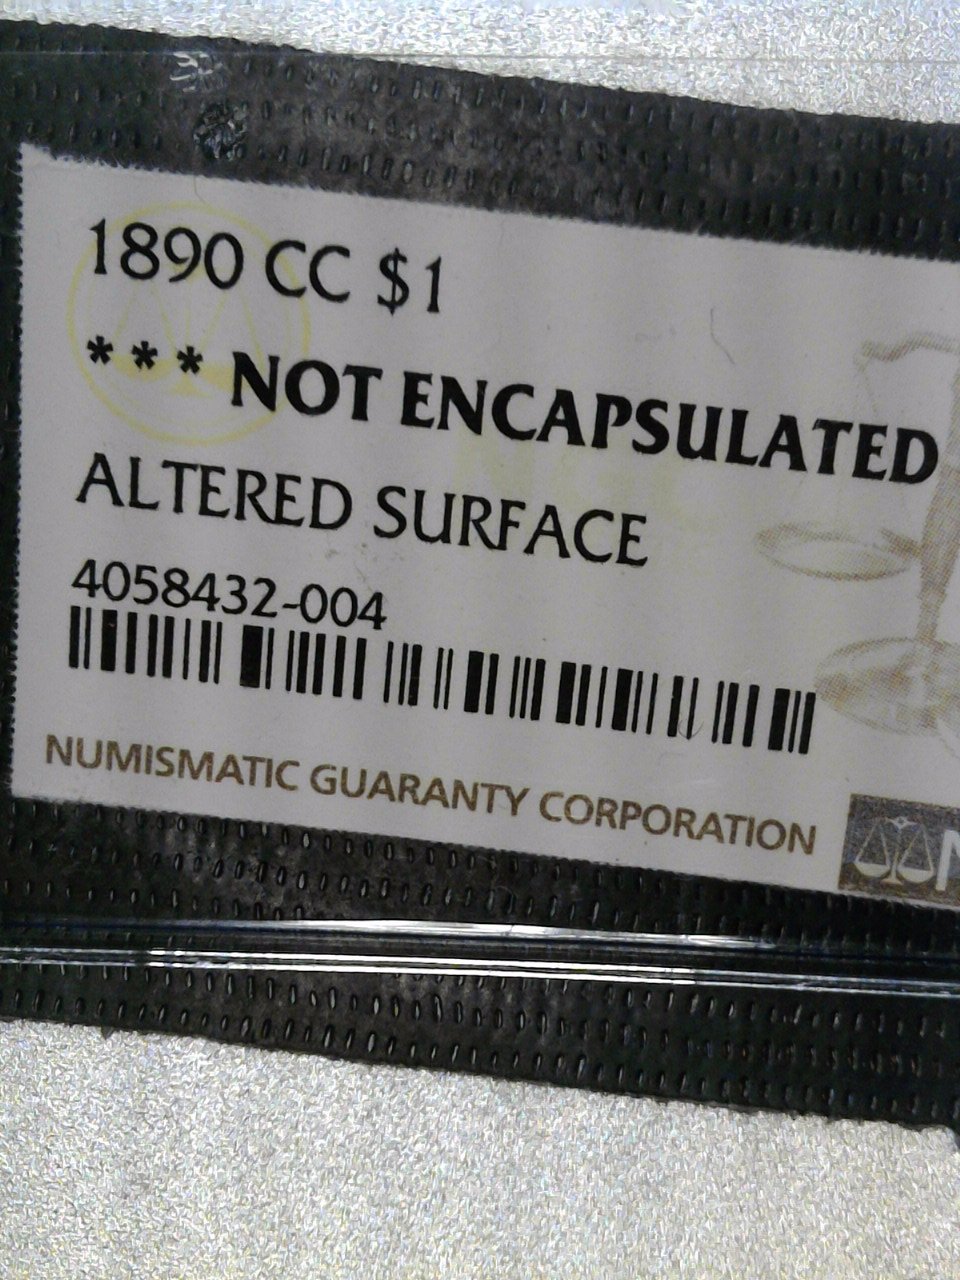 1890 CC $1
* * * NOT ENCAPSULATED
ALTERED SURFACE
4058432-004
NUMISMATIC GUARANTY CORPORATION